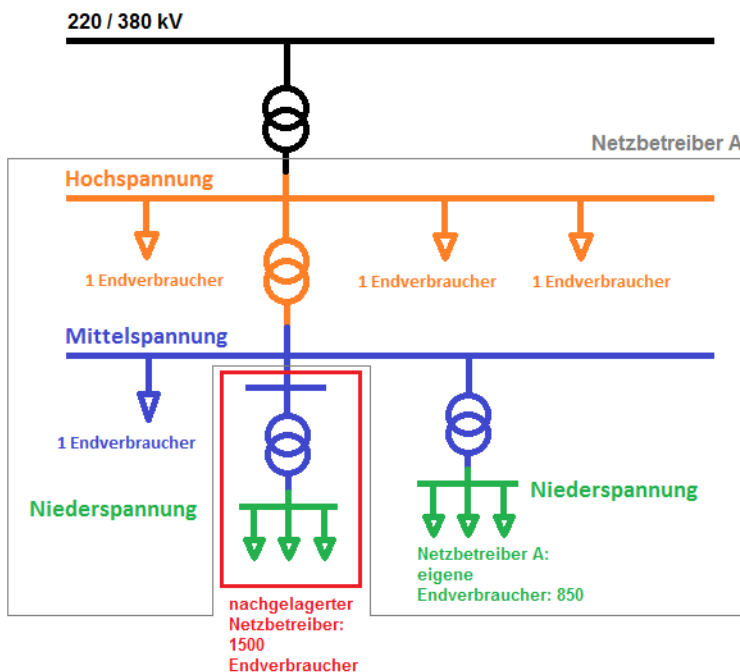 220 / 380 kV
Netzbetreiber A
Hochspannung
1 Endverbraucher
1 Endverbraucher
1 Endverbraucher
Mittelspannung
1 Endverbraucher
Niederspannung
Niederspannung
Netzbetreiber A:
eigene
Endverbraucher: 850
nachgelagerter
Netzbetreiber:
1500
Endverbraucher